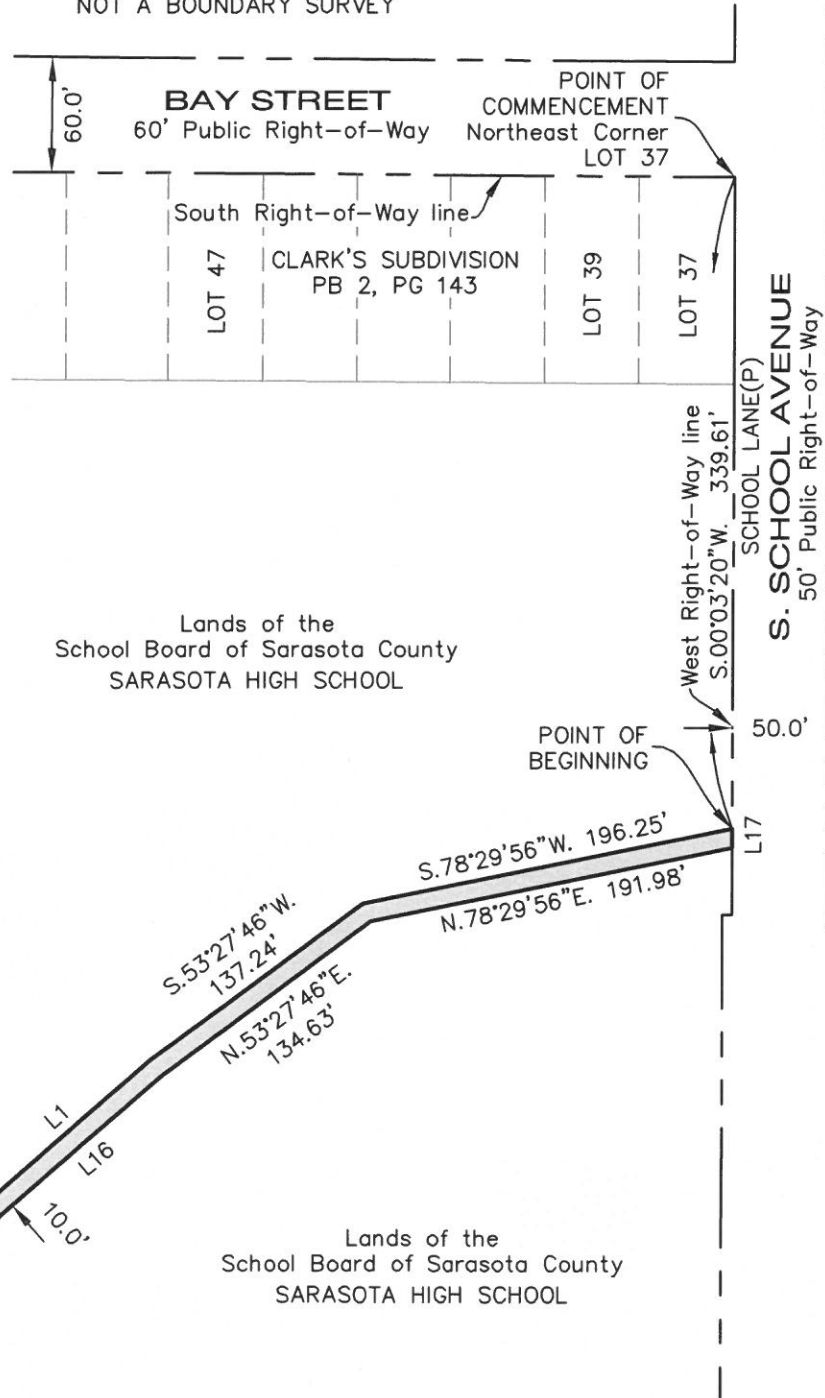 NOT A BOUNDARY SURVEY
60.0'
BAY STREET
60' Public Right-of-Way
POINT OF
COMMENCEMENT
Northeast Corner
LOT 37
South Right-of-Way line
LOT 47
CLARK'S SUBDIVISION
PB 2, PG 143
LOT 39
LOT 37
West Right-of-Way line
S.00°03'20"W. 339.61'
SCHOOL LANE(P)
S. SCHOOL AVENUE
50' Public Right-of-Way
Lands of the
School Board of Sarasota County
SARASOTA HIGH SCHOOL
50.0'
POINT OF
BEGINNING
L17
S.78°29'56"W. 196.25'
N.78°29'56"E. 191.98'
S.53°27'46"W.
137.24'
N.53°27'46"E.
134.63'
L1
L16
10.0'
Lands of the
School Board of Sarasota County
SARASOTA HIGH SCHOOL